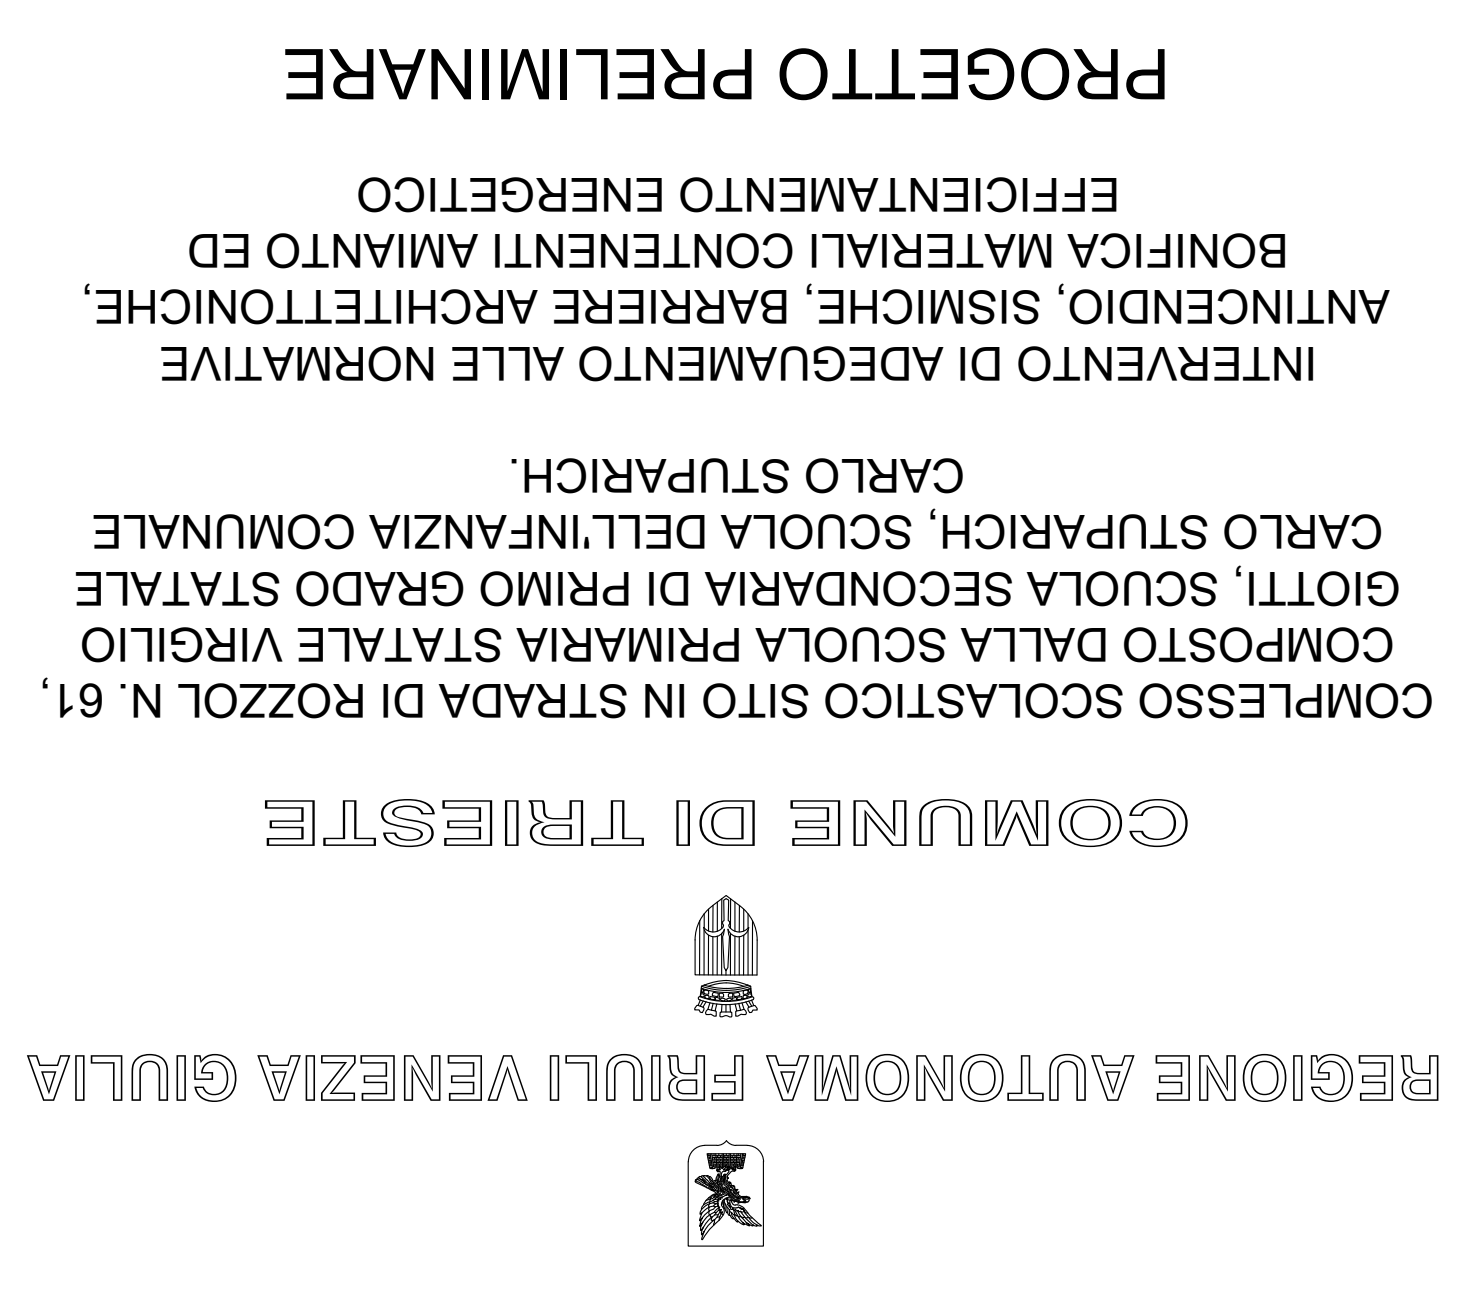 REGIONE AUTONOMA FRIULI VENEZIA GIULIA
COMUNE DI TRIESTE
COMPLESSO SCOLASTICO SITO IN STRADA DI ROZZOL N. 61,
COMPOSTO DALLA SCUOLA PRIMARIA STATALE VIRGILIO
GIOTTI, SCUOLA SECONDARIA DI PRIMO GRADO STATALE
CARLO STUPARICH, SCUOLA DELL'INFANZIA COMUNALE
CARLO STUPARICH.
INTERVENTO DI ADEGUAMENTO ALLE NORMATIVE
ANTINCENDIO, SISMICHE, BARRIERE ARCHITETTONICHE,
BONIFICA MATERIALI CONTENENTI AMIANTO ED
EFFICIENTAMENTO ENERGETICO
PROGETTO PRELIMINARE